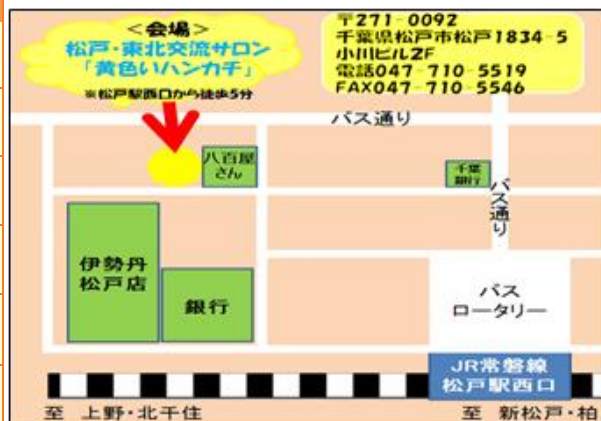 ＜会場＞
松戸・東北交流サロン
「黄色いハンカチ」
※松戸駅西口から徒歩5分
〒271-0092
千葉県松戸市松戸1834-5
小川ビル2F
電話047-710-5519
FAX047-710-5546
バス通り
八百屋
さん
千葉
銀行
バス通り
伊勢丹
松戸店
銀行
バス
ロータリー
JR常磐線
松戸駅西口
至 上野・北千住
至 新松戸・柏